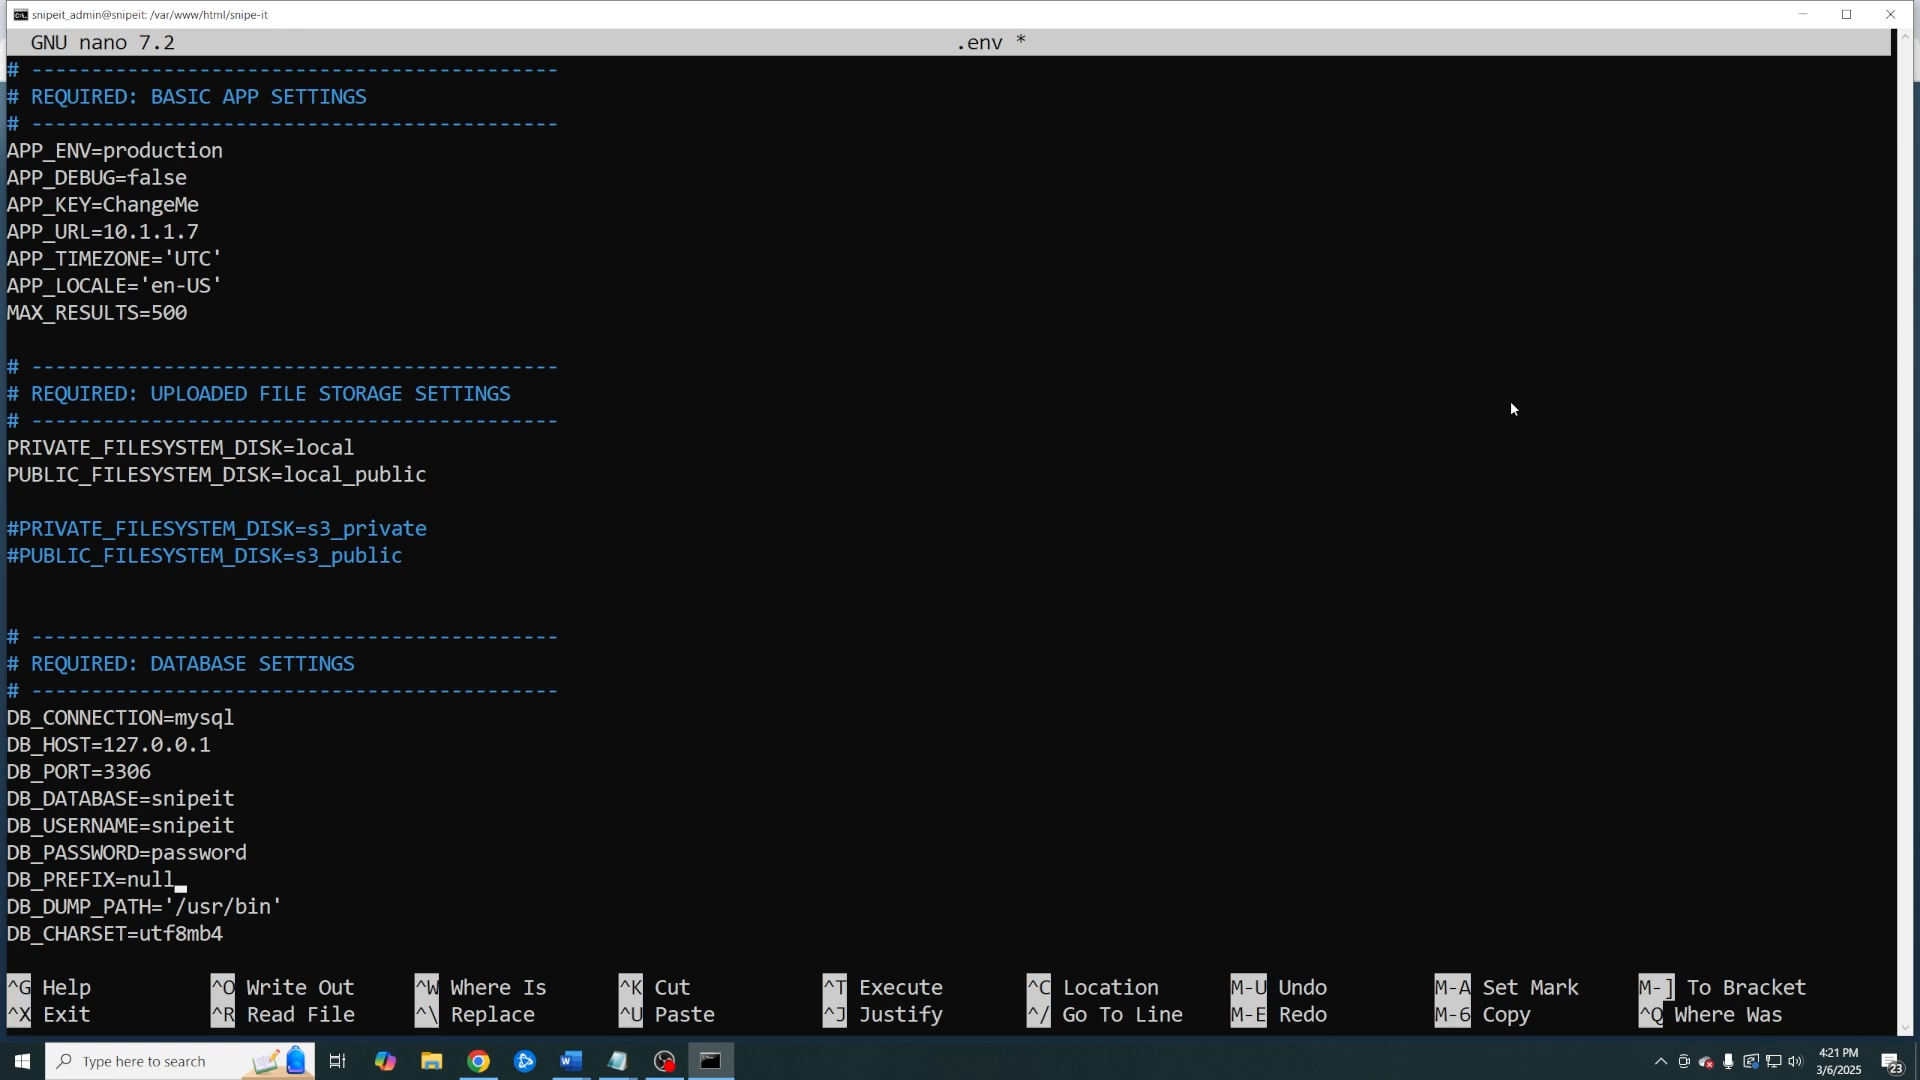 snipeit_admin@snipeit: /var/www/html/snipe-it
GNU nano 7.2 .env *
# --------------------------------------------
# REQUIRED: BASIC APP SETTINGS
# --------------------------------------------
APP_ENV=production
APP_DEBUG=false
APP_KEY=ChangeMe
APP_URL=10.1.1.7
APP_TIMEZONE='UTC'
APP_LOCALE='en-US'
MAX_RESULTS=500
# --------------------------------------------
# REQUIRED: UPLOADED FILE STORAGE SETTINGS
# --------------------------------------------
PRIVATE_FILESYSTEM_DISK=local
PUBLIC_FILESYSTEM_DISK=local_public
#PRIVATE_FILESYSTEM_DISK=s3_private
#PUBLIC_FILESYSTEM_DISK=s3_public
# --------------------------------------------
# REQUIRED: DATABASE SETTINGS
# --------------------------------------------
DB_CONNECTION=mysql
DB_HOST=127.0.0.1
DB_PORT=3306
DB_DATABASE=snipeit
DB_USERNAME=snipeit
DB_PASSWORD=password
DB_PREFIX=null
DB_DUMP_PATH='/usr/bin'
DB_CHARSET=utf8mb4
^G Help ^O Write Out ^W Where Is ^K Cut ^T Execute ^C Location M-U Undo M-A Set Mark M-] To Bracket
^X Exit ^R Read File ^\ Replace ^U Paste ^J Justify ^/ Go To Line M-E Redo M-6 Copy ^Q Where Was
Type here to search
4:21 PM
3/6/2025
23